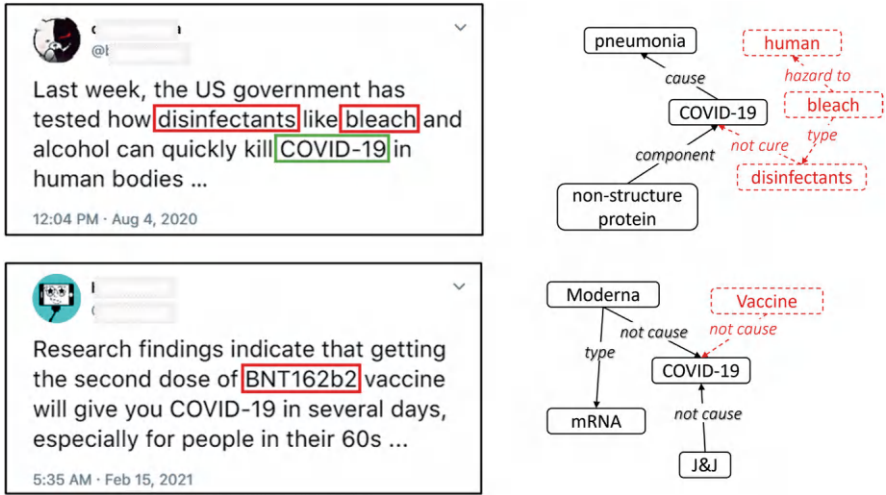 Last week, the US government has
tested how disinfectants like bleach and
alcohol can quickly kill COVID-19 in
human bodies ...
12:04 PM · Aug 4, 2020
pneumonia
human
cause
hazard to
COVID-19
bleach
not cure
type
component
disinfectants
non-structure
protein
Research findings indicate that getting
the second dose of BNT162b2 vaccine
will give you COVID-19 in several days,
especially for people in their 60s ...
5:35 AM · Feb 15, 2021
Moderna
Vaccine
not cause
not cause
type
COVID-19
mRNA
not cause
J&J